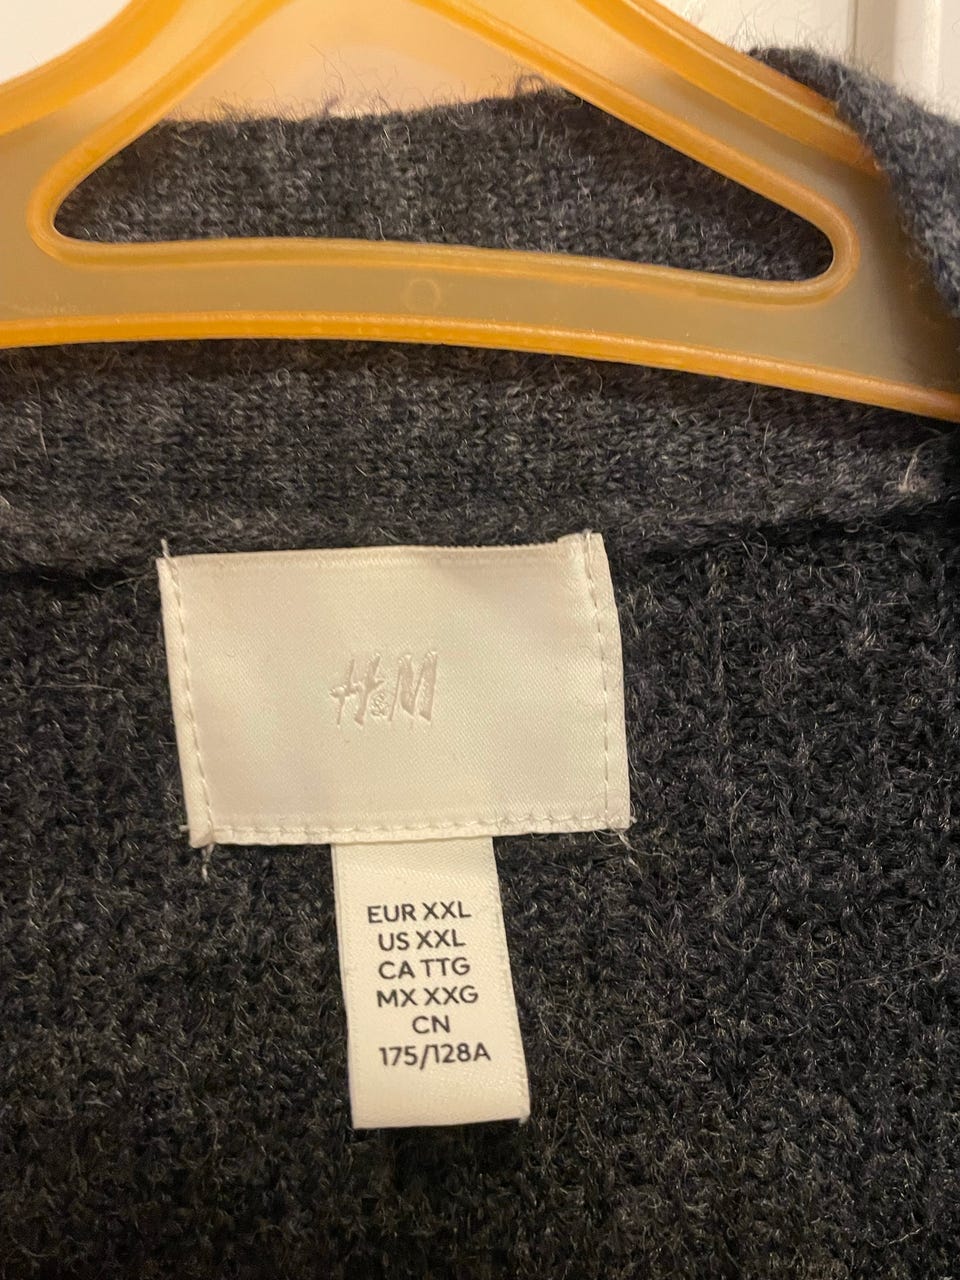 H&M
EUR XXL
US XXL
CA TTG
MX XXG
CN
175/128A